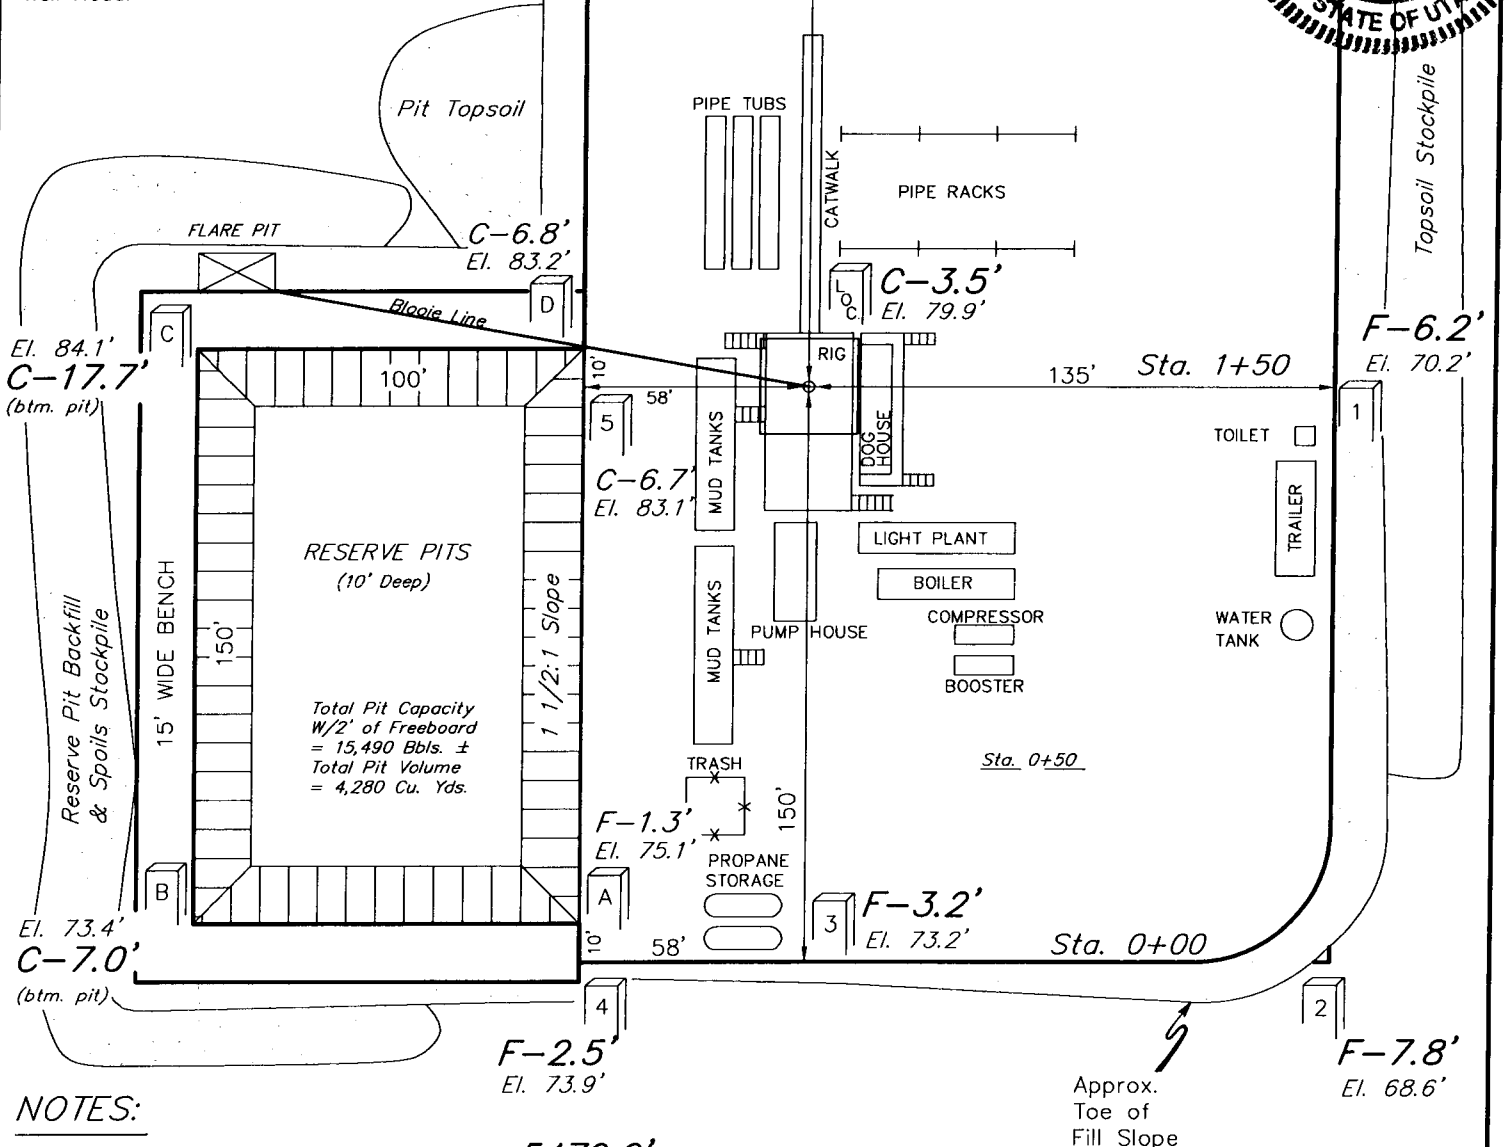 STATE OF UT
Pit Topsoil
PIPE TUBS
CATWALK
PIPE RACKS
Topsoil Stockpile
FLARE PIT
C-6.8'
El. 83.2'
D
Blooie Line
LOC.
C-3.5'
El. 79.9'
C
El. 84.1'
C-17.7'
(btm. pit)
100'
10'
58'
RIG
135'
Sta. 1+50
F-6.2'
El. 70.2'
1
5
C-6.7'
El. 83.1'
MUD TANKS
DOG HOUSE
TOILET
TRAILER
LIGHT PLANT
BOILER
COMPRESSOR
BOOSTER
PUMP HOUSE
MUD TANKS
WATER
TANK
RESERVE PITS
(10' Deep)
15' WIDE BENCH
150'
1 1/2:1 Slope
Reserve Pit Backfill
& Spoils Stockpile
Total Pit Capacity
W/2' of Freeboard
= 15,490 Bbls. ±
Total Pit Volume
= 4,280 Cu. Yds.
Sta. 0+50
TRASH
150'
F-1.3'
El. 75.1'
PROPANE
STORAGE
B
A
El. 73.4'
C-7.0'
(btm. pit)
10'
58'
3
F-3.2'
El. 73.2'
Sta. 0+00
4
F-2.5'
El. 73.9'
2
F-7.8'
El. 68.6'
Approx.
Toe of
Fill Slope
NOTES: